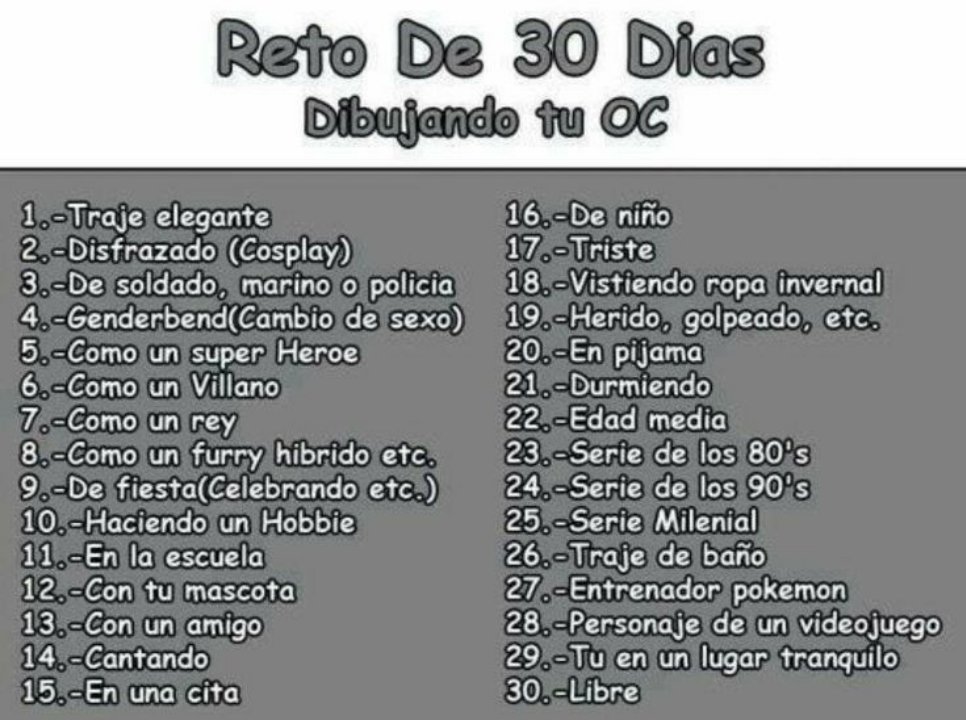 Reto De 30 Dias
Dibujando tu OC
1.-Traje elegante
2.-Disfrazado (Cosplay)
3.-De soldado, marino o policia
4.-Genderbend(Cambio de sexo)
5.-Como un super Heroe
6.-Como un Villano
7.-Como un rey
8.-Como un furry hibrido etc.
9.-De fiesta(Celebrando etc.)
10.-Haciendo un Hobbie
11.-En la escuela
12.-Con tu mascota
13.-Con un amigo
14.-Cantando
15.-En una cita
16.-De niño
17.-Triste
18.-Vistiendo ropa invernal
19.-Herido, golpeado, etc.
20.-En pijama
21.-Durmiendo
22.-Edad media
23.-Serie de los 80's
24.-Serie de los 90's
25.-Serie Milenial
26.-Traje de baño
27.-Entrenador pokemon
28.-Personaje de un videojuego
29.-Tu en un lugar tranquilo
30.-Libre